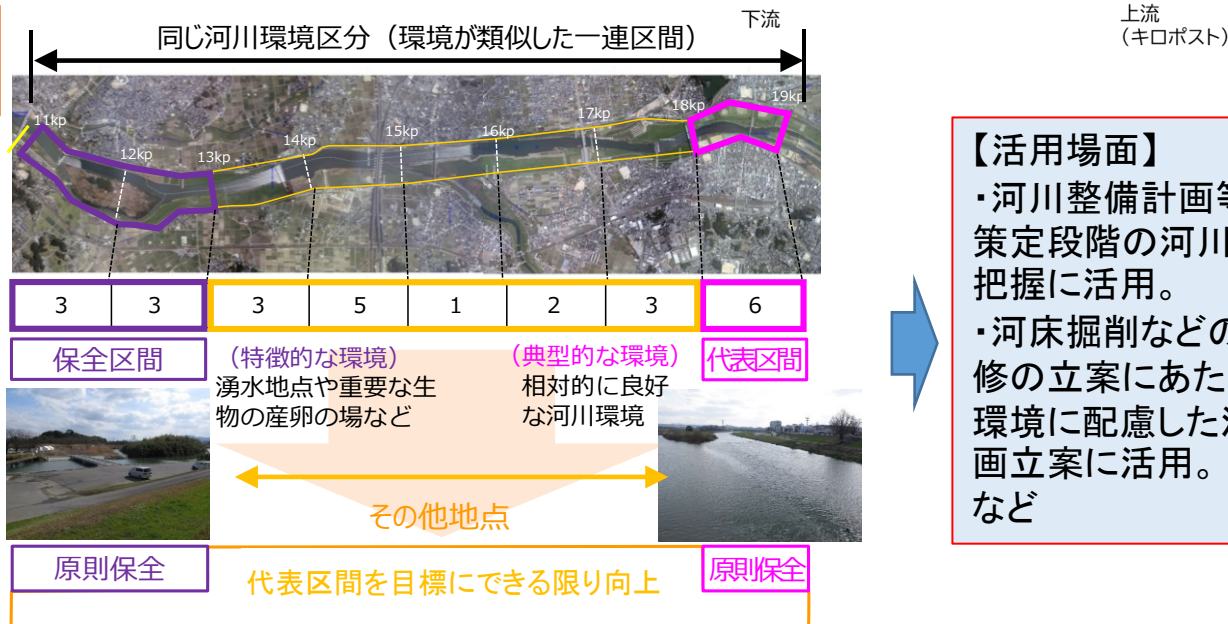 下流
上流
（キロポスト）
同じ河川環境区分（環境が類似した一連区間）
11kp
12kp
13kp
14kp
15kp
16kp
17kp
18kp
19kp
3 3 3 5 1 2 3 6
保全区間
（特徴的な環境）
湧水地点や重要な生
物の産卵の場など
（典型的な環境）
相対的に良好
な河川環境
代表区間
その他地点
原則保全
代表区間を目標にできる限り向上
原則保全
【活用場面】
・河川整備計画等
策定段階の河川
把握に活用。
・河床掘削などの
修の立案にあた
環境に配慮した
画立案に活用。
など